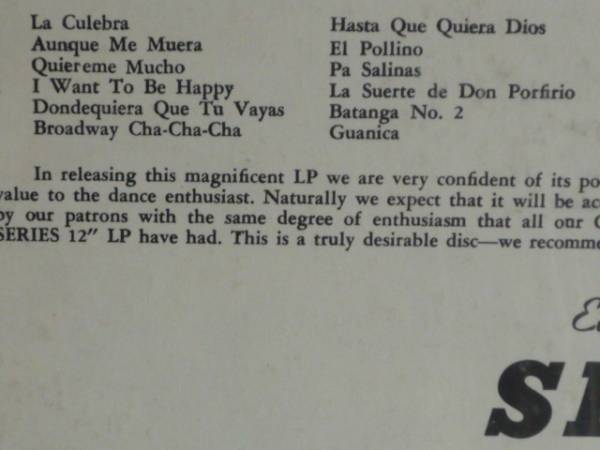 La Culebra
Aunque Me Muera
Quiereme Mucho
I Want To Be Happy
Dondequiera Que Tu Vayas
Broadway Cha-Cha-Cha
Hasta Que Quiera Dios
El Pollino
Pa Salinas
La Suerte de Don Porfirio
Batanga No. 2
Guanica
In releasing this magnificent LP we are very confident of its po
value to the dance enthusiast. Naturally we expect that it will be ac
by our patrons with the same degree of enthusiasm that all our
SERIES 12" LP have had. This is a truly desirable disc—we recomme